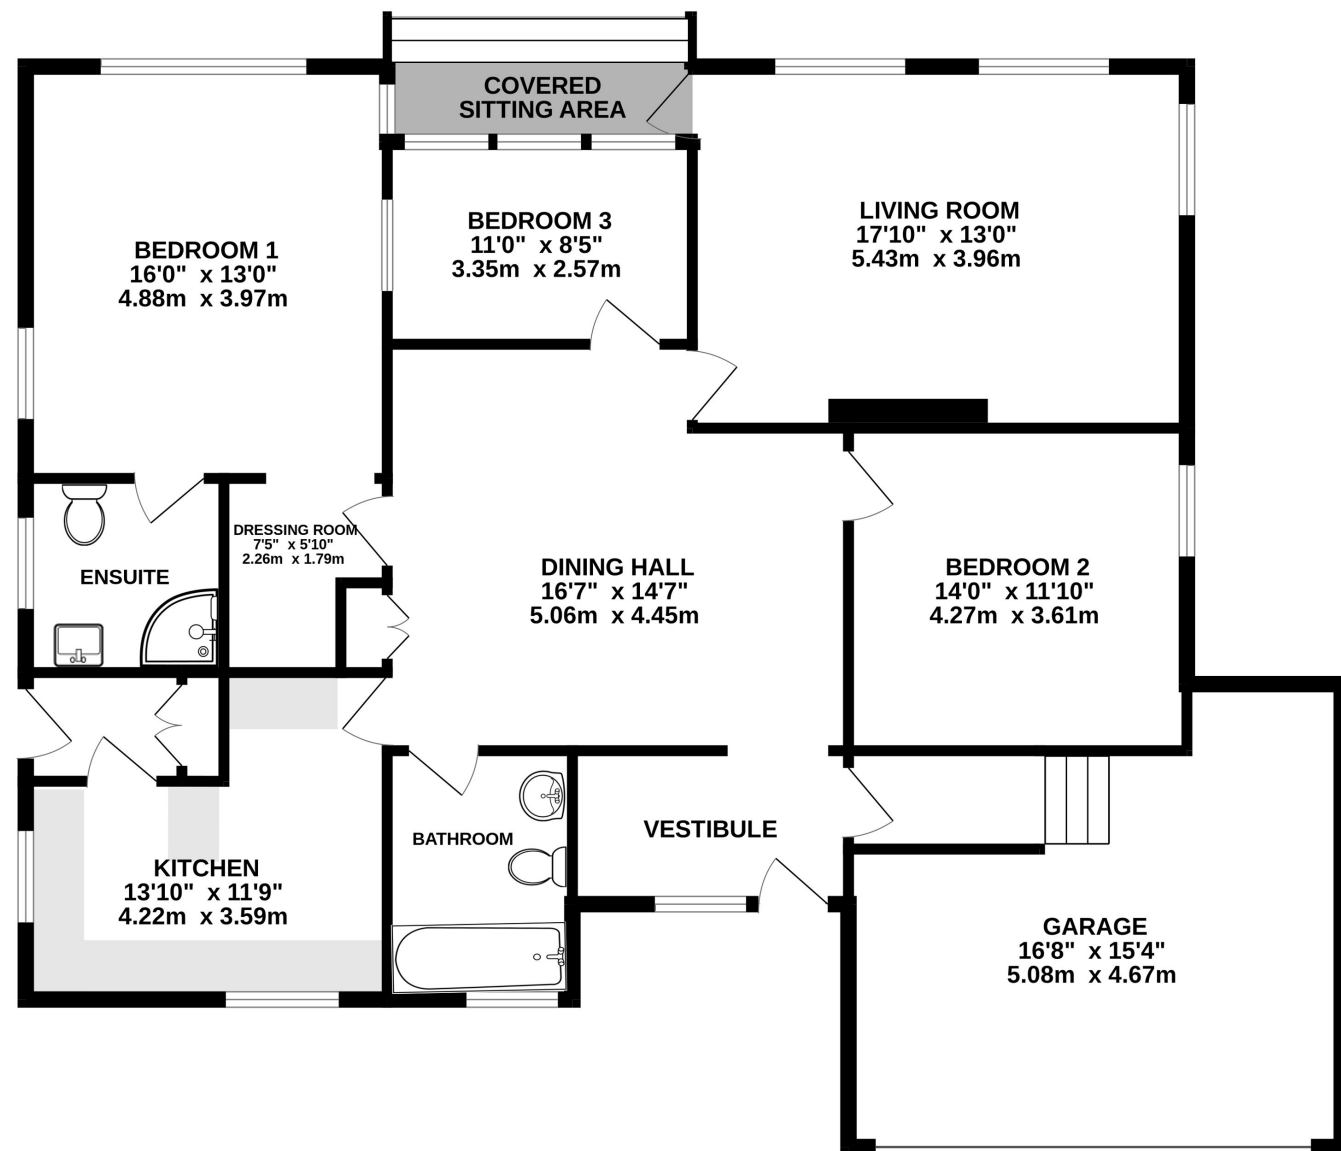 COVERED
SITTING AREA
BEDROOM 1
16'0" x 13'0"
4.88m x 3.97m
BEDROOM 3
11'0" x 8'5"
3.35m x 2.57m
LIVING ROOM
17'10" x 13'0"
5.43m x 3.96m
DRESSING ROOM
7'5" x 5'10"
2.26m x 1.79m
ENSUITE
DINING HALL
16'7" x 14'7"
5.06m x 4.45m
BEDROOM 2
14'0" x 11'10"
4.27m x 3.61m
KITCHEN
13'10" x 11'9"
4.22m x 3.59m
BATHROOM
VESTIBULE
GARAGE
16'8" x 15'4"
5.08m x 4.67m